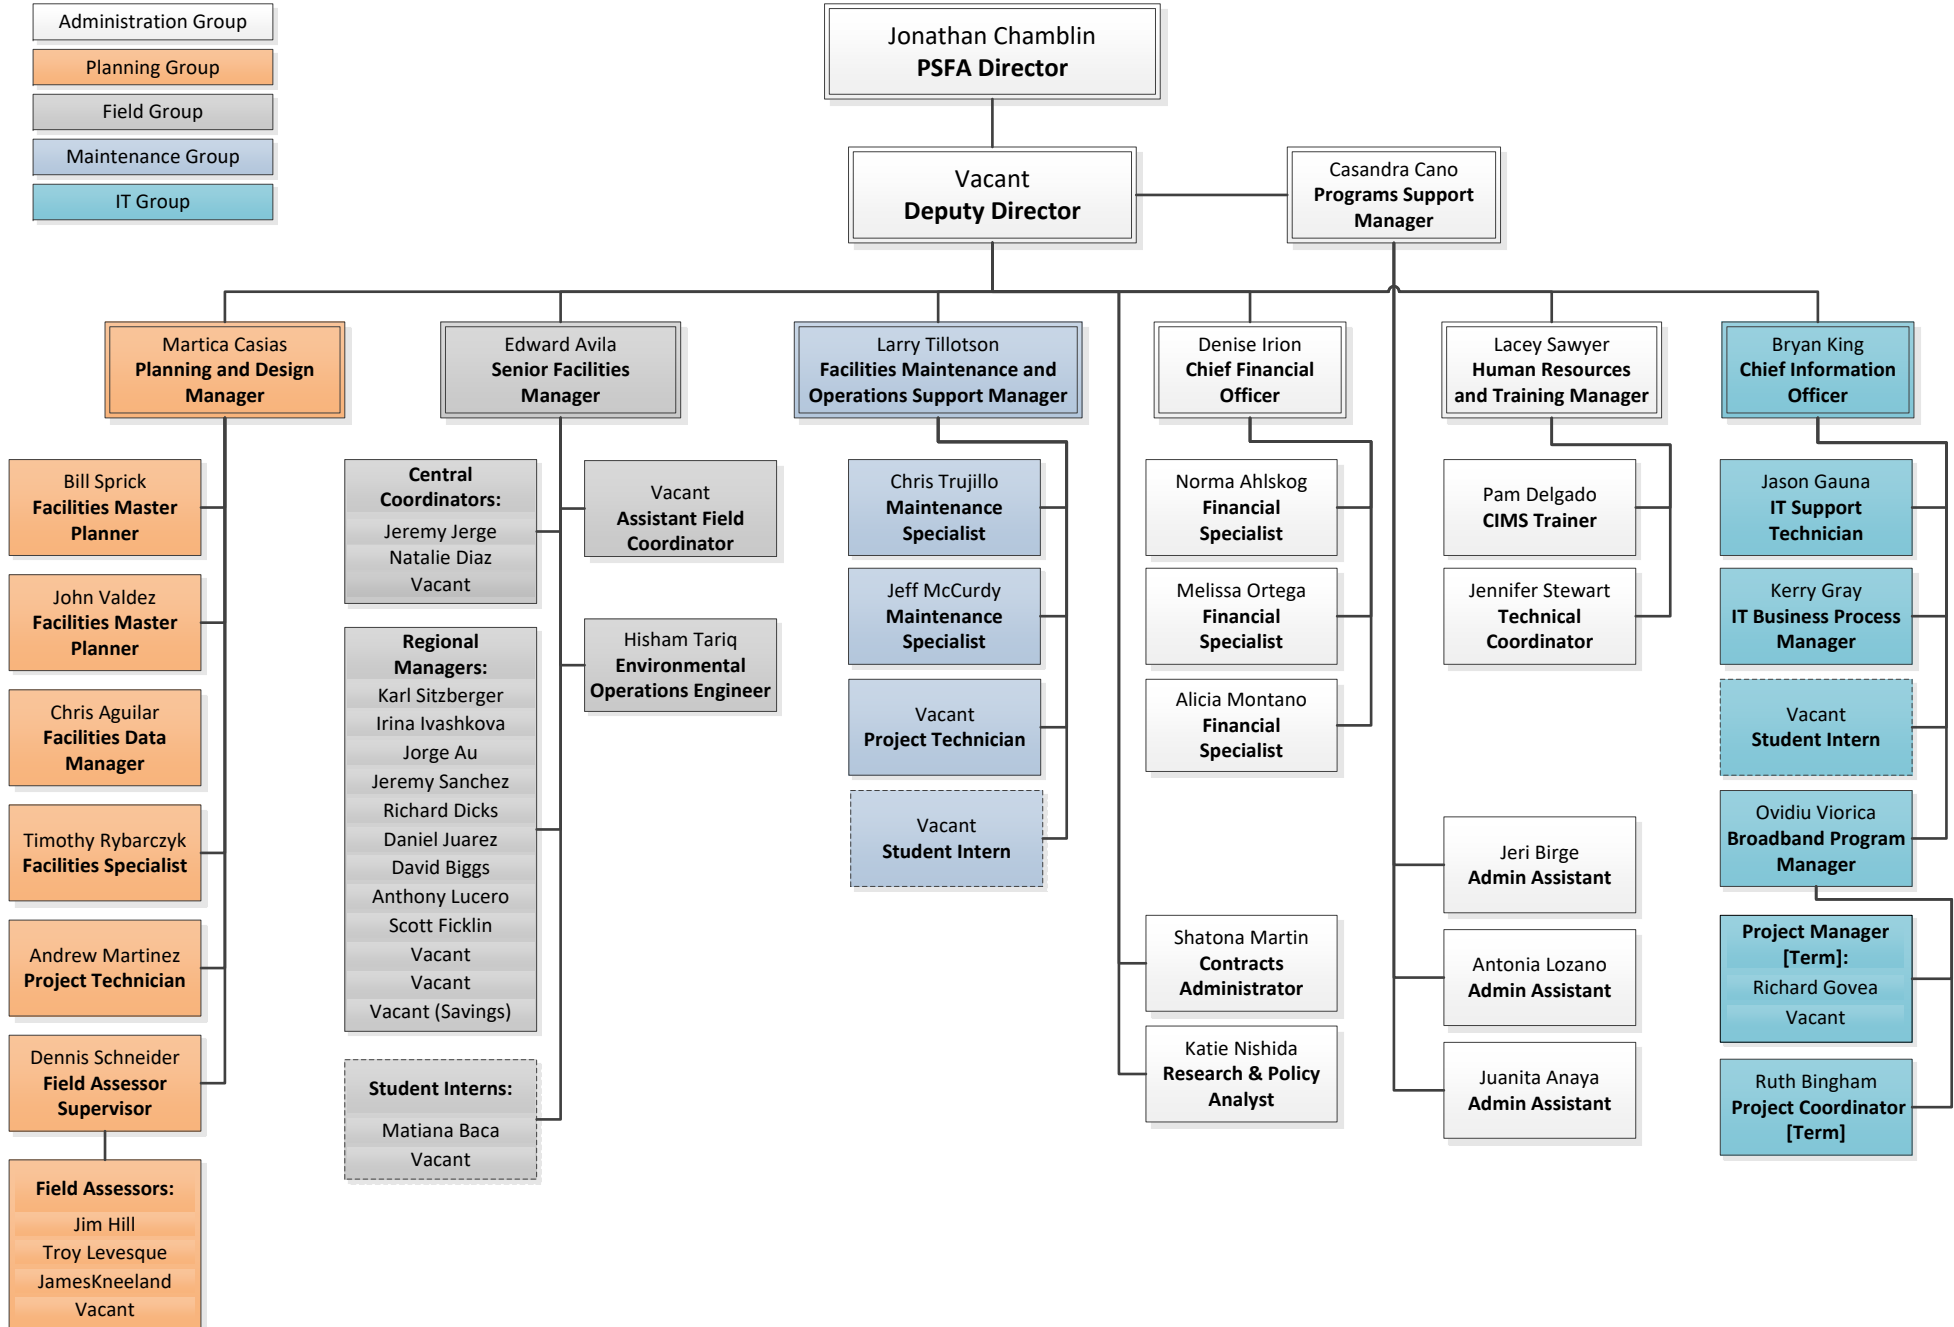 Administration Group
Planning Group
Field Group
Maintenance Group
IT Group
Jonathan Chamblin
PSFA Director
Vacant
Deputy Director
Casandra Cano
Programs Support
Manager
Martica Casias
Planning and Design
Manager
Bill Sprick
Facilities Master
Planner
John Valdez
Facilities Master
Planner
Chris Aguilar
Facilities Data
Manager
Timothy Rybarczyk
Facilities Specialist
Andrew Martinez
Project Technician
Dennis Schneider
Field Assessor
Supervisor
Field Assessors:
Jim Hill
Troy Levesque
JamesKneeland
Vacant
Edward Avila
Senior Facilities
Manager
Central
Coordinators:
Jeremy Jerge
Natalie Diaz
Vacant
Regional
Managers:
Karl Sitzberger
Irina Ivashkova
Jorge Au
Jeremy Sanchez
Richard Dicks
Daniel Juarez
David Biggs
Anthony Lucero
Scott Ficklin
Vacant
Vacant
Vacant (Savings)
Student Interns:
Matiana Baca
Vacant
Vacant
Assistant Field
Coordinator
Hisham Tariq
Environmental
Operations Engineer
Larry Tillotson
Facilities Maintenance and
Operations Support Manager
Chris Trujillo
Maintenance
Specialist
Jeff McCurdy
Maintenance
Specialist
Vacant
Project Technician
Vacant
Student Intern
Denise Irion
Chief Financial
Officer
Norma Ahlskog
Financial
Specialist
Melissa Ortega
Financial
Specialist
Alicia Montano
Financial
Specialist
Shatona Martin
Contracts
Administrator
Katie Nishida
Research & Policy
Analyst
Lacey Sawyer
Human Resources
and Training Manager
Pam Delgado
CIMS Trainer
Jennifer Stewart
Technical
Coordinator
Jeri Birge
Admin Assistant
Antonia Lozano
Admin Assistant
Juanita Anaya
Admin Assistant
Bryan King
Chief Information
Officer
Jason Gauna
IT Support
Technician
Kerry Gray
IT Business Process
Manager
Vacant
Student Intern
Ovidiu Viorica
Broadband Program
Manager
Project Manager
[Term]:
Richard Govea
Vacant
Ruth Bingham
Project Coordinator
[Term]